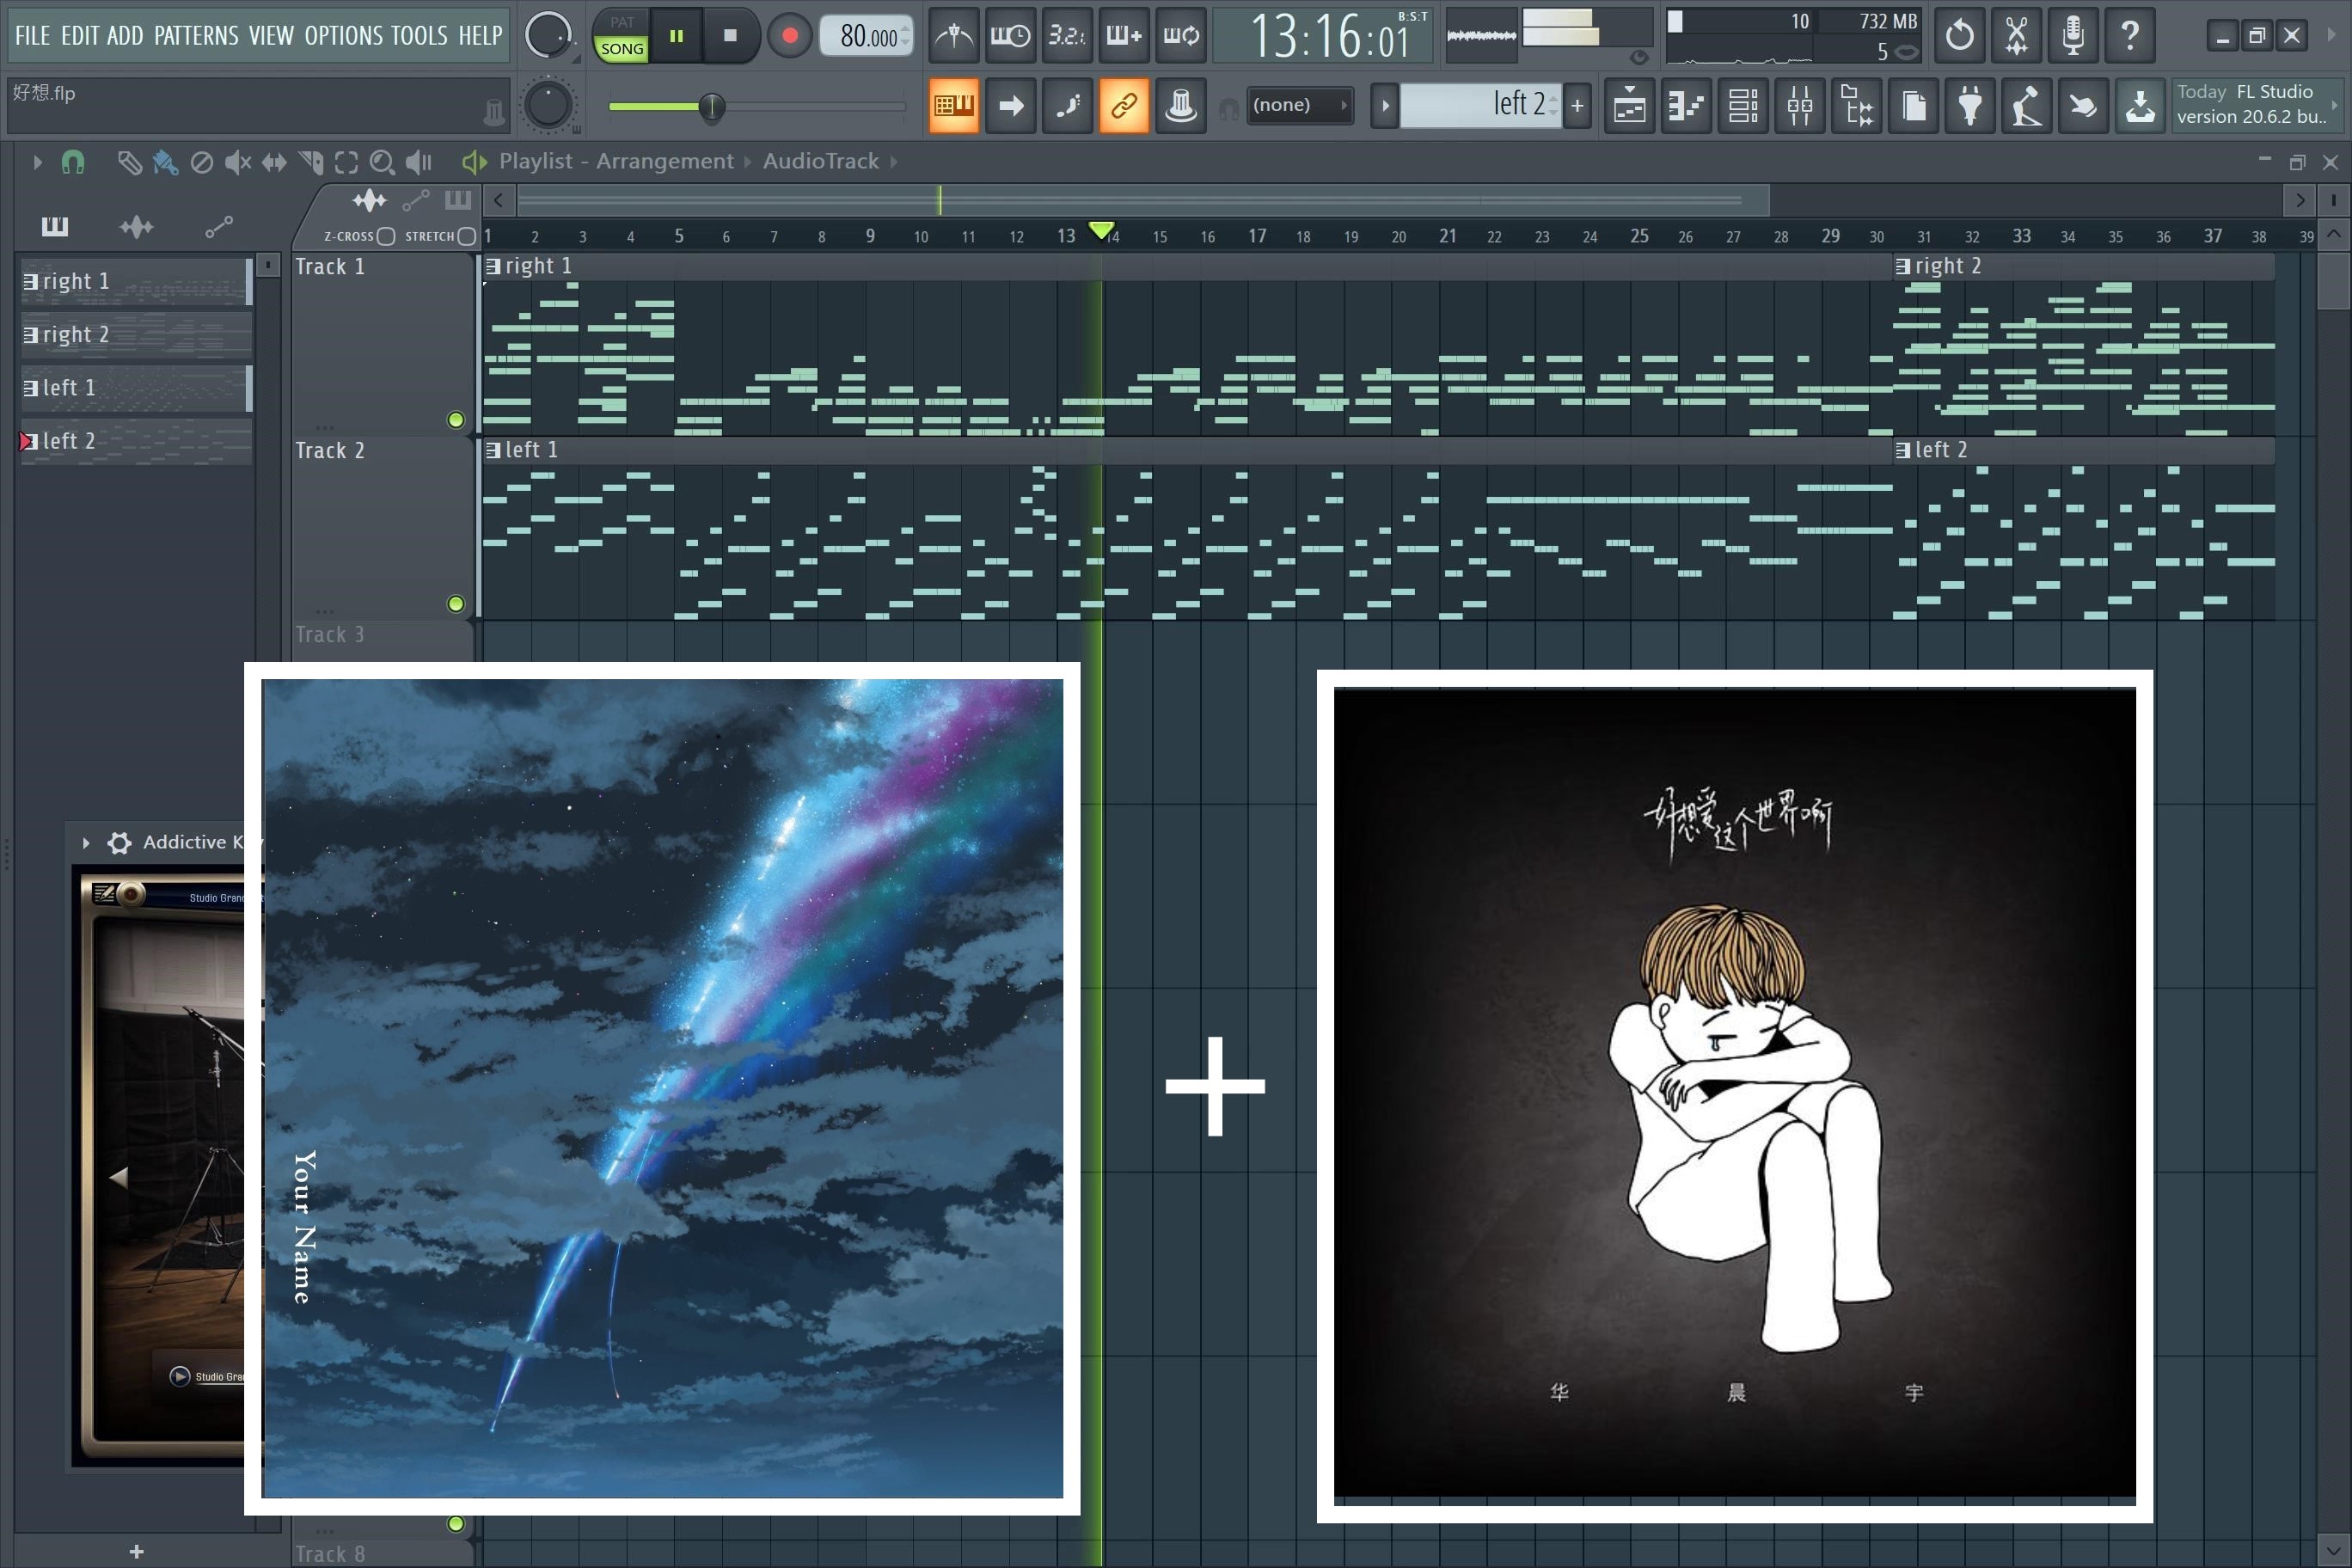 FILE EDIT ADD PATTERNS VIEW OPTIONS TOOLS HELP
PAT
SONG
80.000
3.2.
13:16:01
B:S:T
10
732 MB
5
好想.flp
(none)
left 2
Today FL Studio
version 20.6.2 bu..
Playlist - Arrangement AudioTrack
Z-CROSS STRETCH
1 2 3 4 5 6 7 8 9 10 11 12 13 14 15 16 17 18 19 20 21 22 23 24 25 26 27 28 29 30 31 32 33 34 35 36 37 38 39
right 1
right 2
left 1
left 2
Track 1
right 1
right 2
Track 2
left 1
left 2
Track 3
Addictive K
Studio Gran
Studio Gra
Your Name
好想爱这个世界啊
华 晨 宇
Track 8